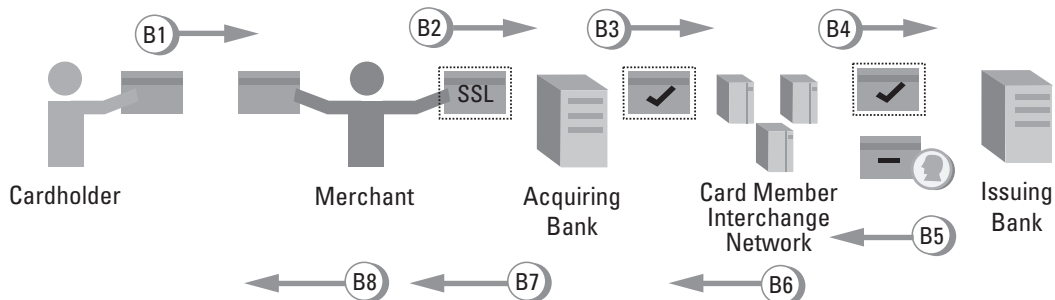 B1
B2
B3
B4
SSL
Cardholder
Merchant
Acquiring
Bank
Card Member
Interchange
Network
Issuing
Bank
B5
B8
B7
B6